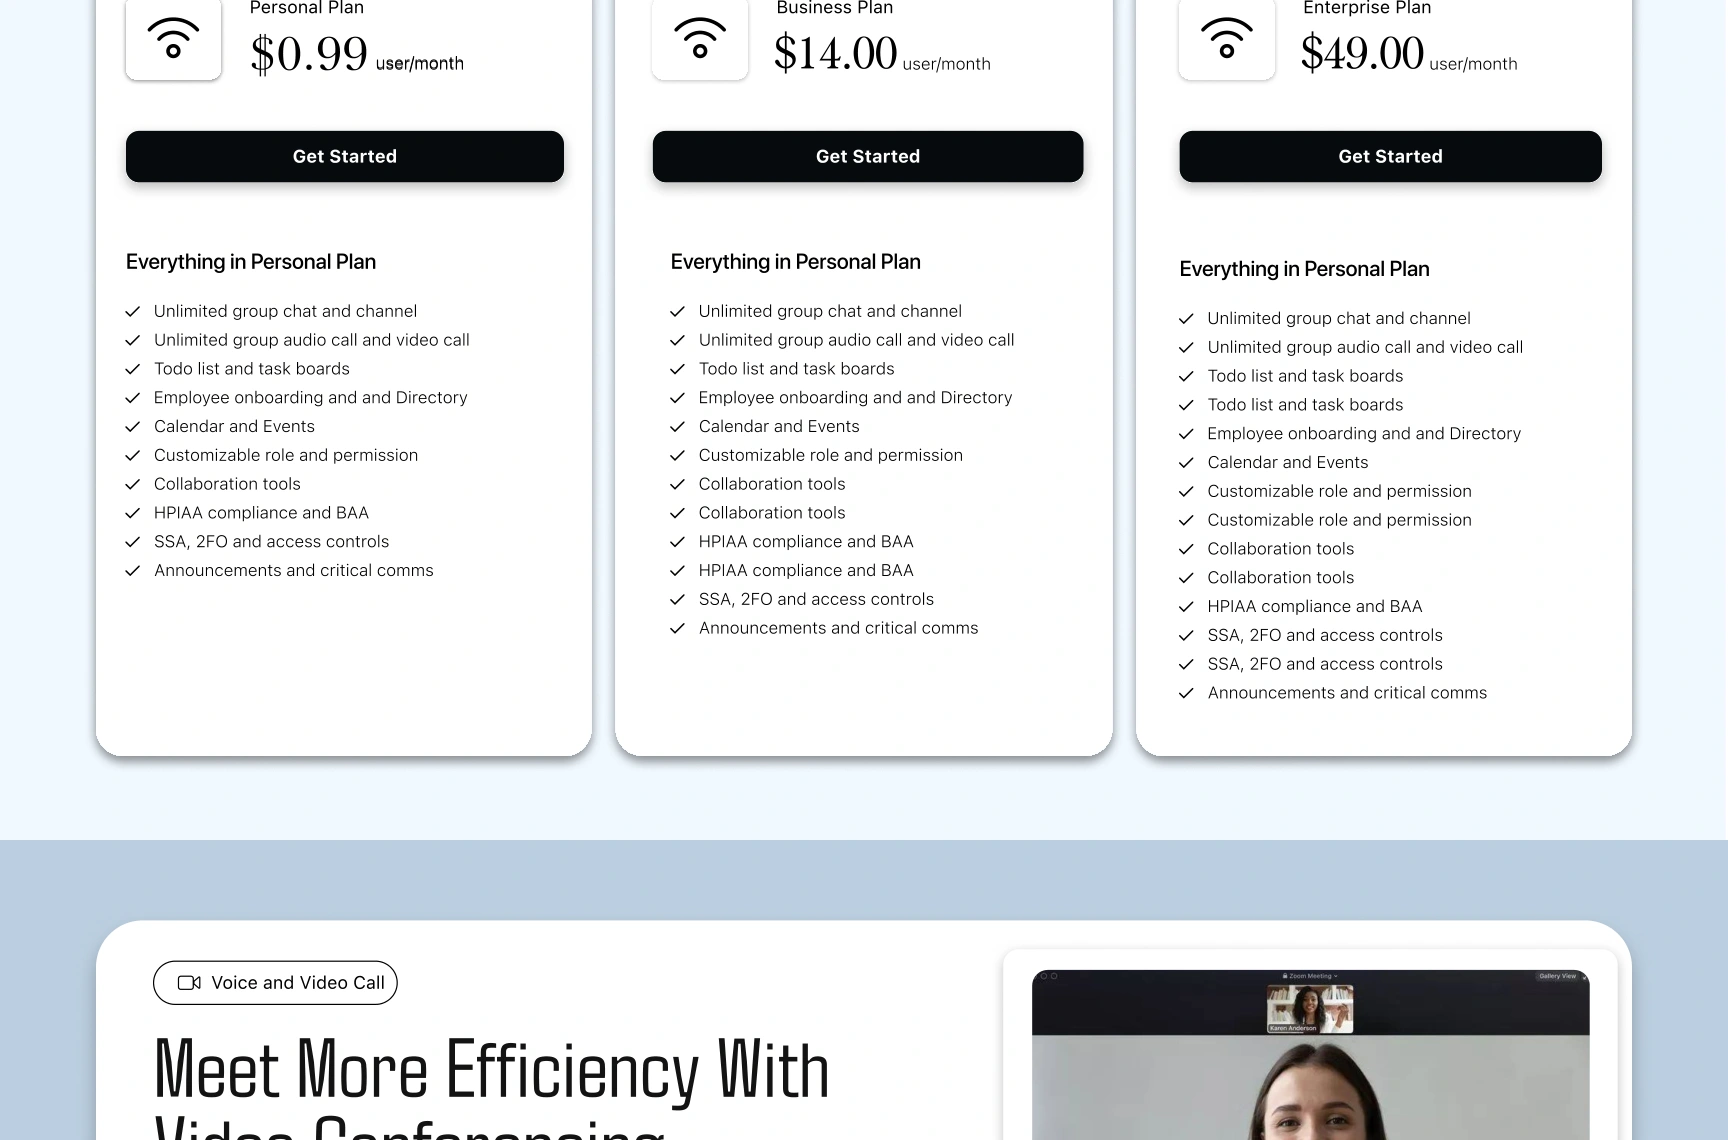 Personal Plan
$0.99 user/month
Get Started
Everything in Personal Plan
Unlimited group chat and channel
Unlimited group audio call and video call
Todo list and task boards
Employee onboarding and and Directory
Calendar and Events
Customizable role and permission
Collaboration tools
HPIAA compliance and BAA
SSA, 2FO and access controls
Announcements and critical comms
Business Plan
$14.00 user/month
Get Started
Everything in Personal Plan
Unlimited group chat and channel
Unlimited group audio call and video call
Todo list and task boards
Employee onboarding and and Directory
Calendar and Events
Customizable role and permission
Collaboration tools
Collaboration tools
HPIAA compliance and BAA
HPIAA compliance and BAA
SSA, 2FO and access controls
Announcements and critical comms
Enterprise Plan
$49.00 user/month
Get Started
Everything in Personal Plan
Unlimited group chat and channel
Unlimited group audio call and video call
Todo list and task boards
Todo list and task boards
Employee onboarding and and Directory
Calendar and Events
Customizable role and permission
Customizable role and permission
Collaboration tools
Collaboration tools
HPIAA compliance and BAA
SSA, 2FO and access controls
SSA, 2FO and access controls
Announcements and critical comms
Voice and Video Call
Meet More Efficiency With
Video Conferencing
Zoom Meeting
Gallery View
Karen Anderson